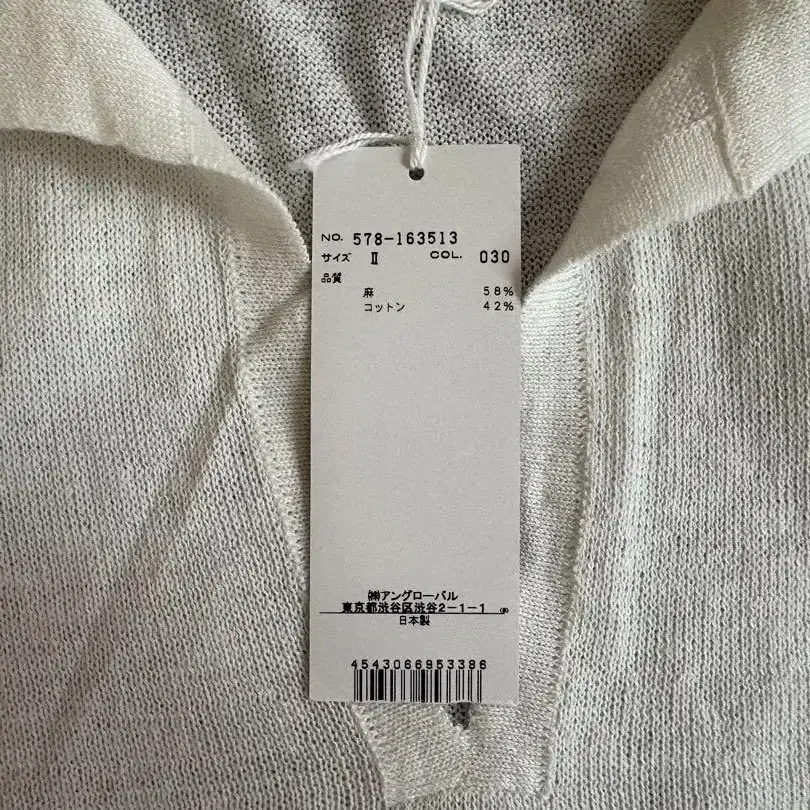 NO. 578-163513
サイズ Ⅱ COL. 030
品質
麻 58%
コットン 42%
㈱アングローバル
東京都渋谷区渋谷2-1-1
日本製
4543066953386